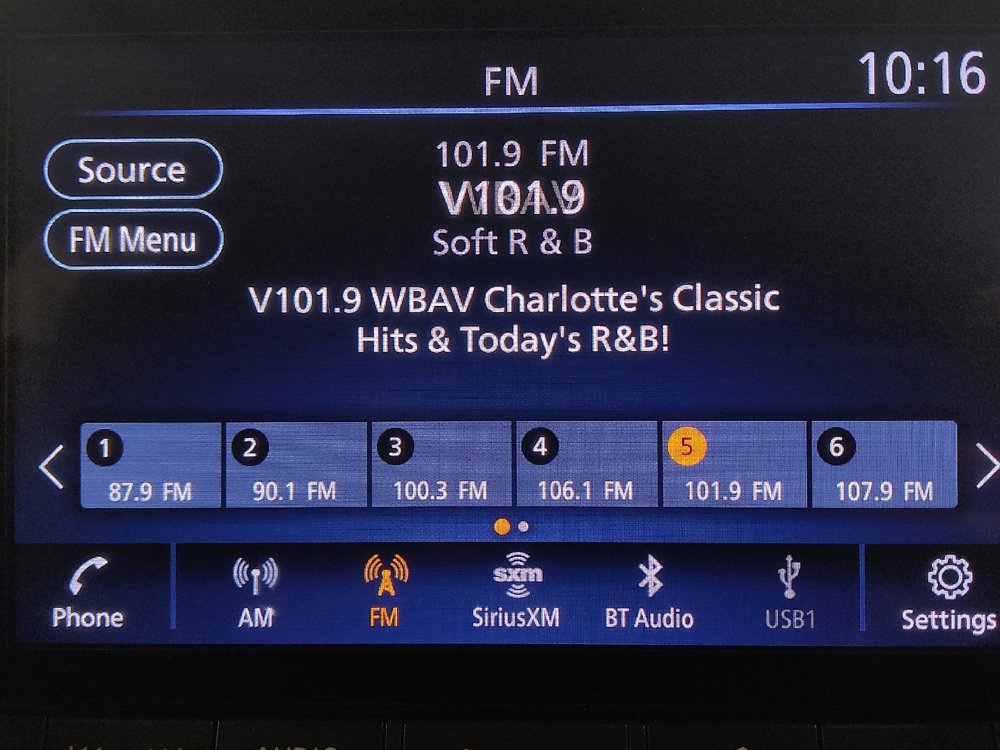 FM
10:16
Source
FM Menu
101.9 FM
V101.9
Soft R & B
V101.9 WBAV Charlotte's Classic
Hits & Today's R&B!
1
2
3
4
5
6
87.9 FM
90.1 FM
100.3 FM
106.1 FM
101.9 FM
107.9 FM
sxm
Phone
AM
FM
SiriusXM
BT Audio
USB1
Settings